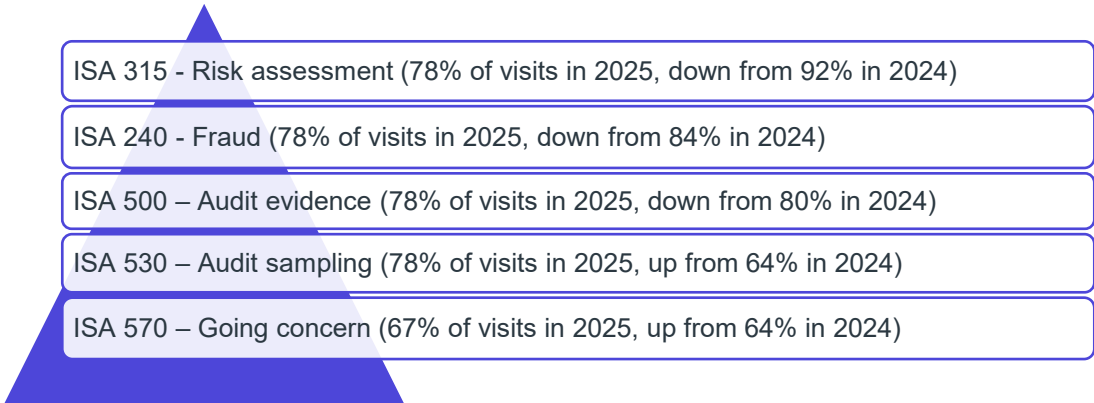 ISA 315 - Risk assessment (78% of visits in 2025, down from 92% in 2024)
ISA 240 - Fraud (78% of visits in 2025, down from 84% in 2024)
ISA 500 – Audit evidence (78% of visits in 2025, down from 80% in 2024)
ISA 530 – Audit sampling (78% of visits in 2025, up from 64% in 2024)
ISA 570 – Going concern (67% of visits in 2025, up from 64% in 2024)